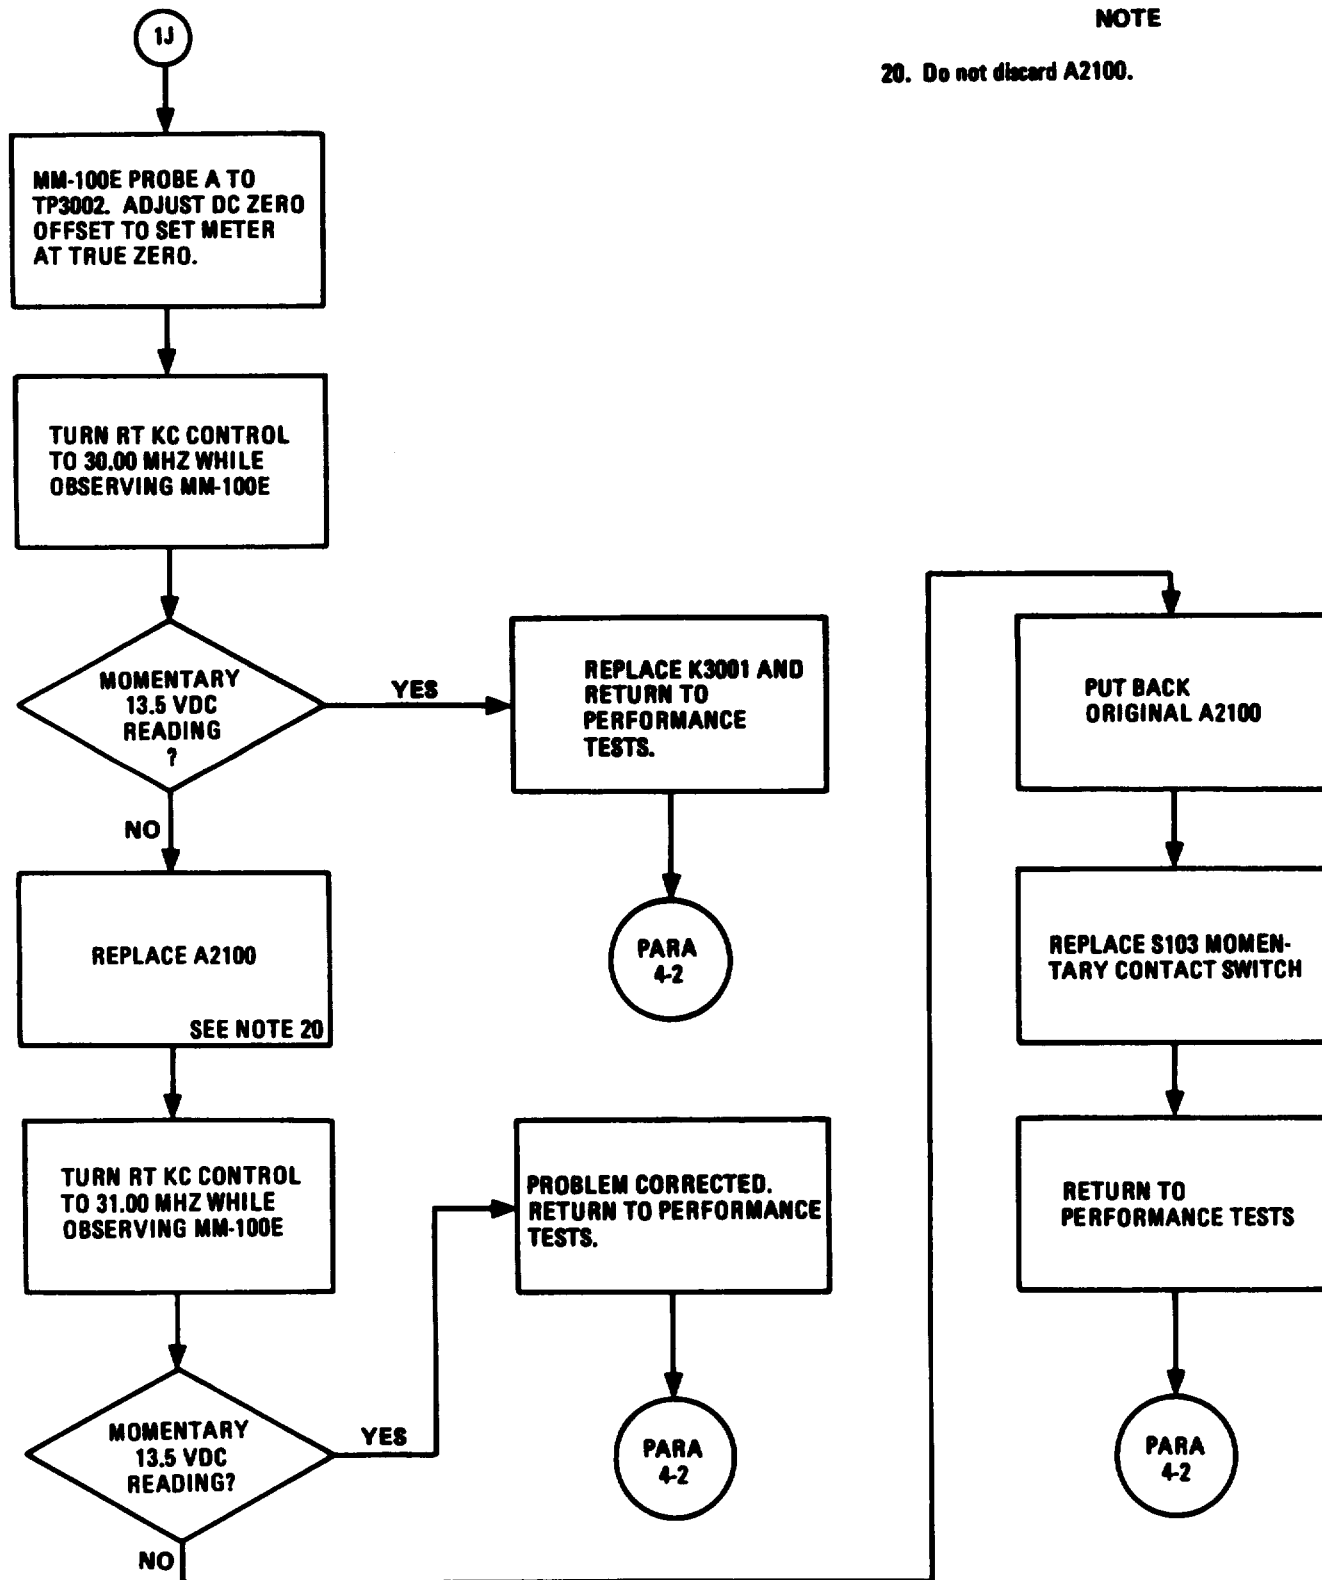 1J
NOTE
20. Do not discard A2100.
MM-100E PROBE A TO
TP3002. ADJUST DC ZERO
OFFSET TO SET METER
AT TRUE ZERO.
TURN RT KC CONTROL
TO 30.00 MHZ WHILE
OBSERVING MM-100E
MOMENTARY
13.5 VDC
READING
?
YES
REPLACE K3001 AND
RETURN TO
PERFORMANCE
TESTS.
PARA
4-2
NO
REPLACE A2100
SEE NOTE 20
TURN RT KC CONTROL
TO 31.00 MHZ WHILE
OBSERVING MM-100E
MOMENTARY
13.5 VDC
READING?
YES
PROBLEM CORRECTED.
RETURN TO PERFORMANCE
TESTS.
PARA
4-2
NO
PUT BACK
ORIGINAL A2100
REPLACE S103 MOMEN-
TARY CONTACT SWITCH
RETURN TO
PERFORMANCE TESTS
PARA
4-2